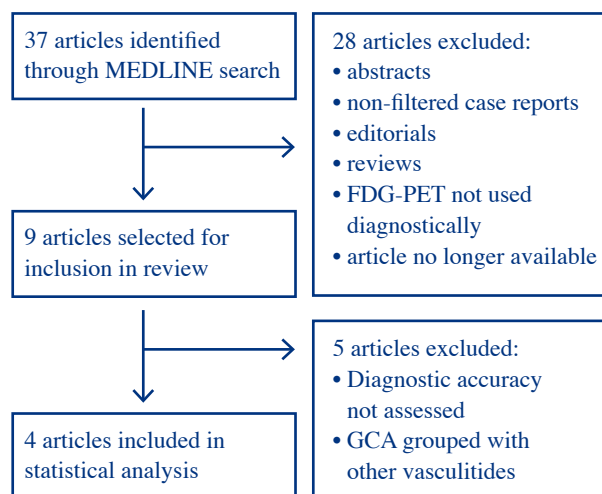 37 articles identified
through MEDLINE search
28 articles excluded:
• abstracts
• non-filtered case reports
• editorials
• reviews
• FDG-PET not used
diagnostically
• article no longer available
9 articles selected for
inclusion in review
5 articles excluded:
• Diagnostic accuracy
not assessed
• GCA grouped with
other vasculitides
4 articles included in
statistical analysis